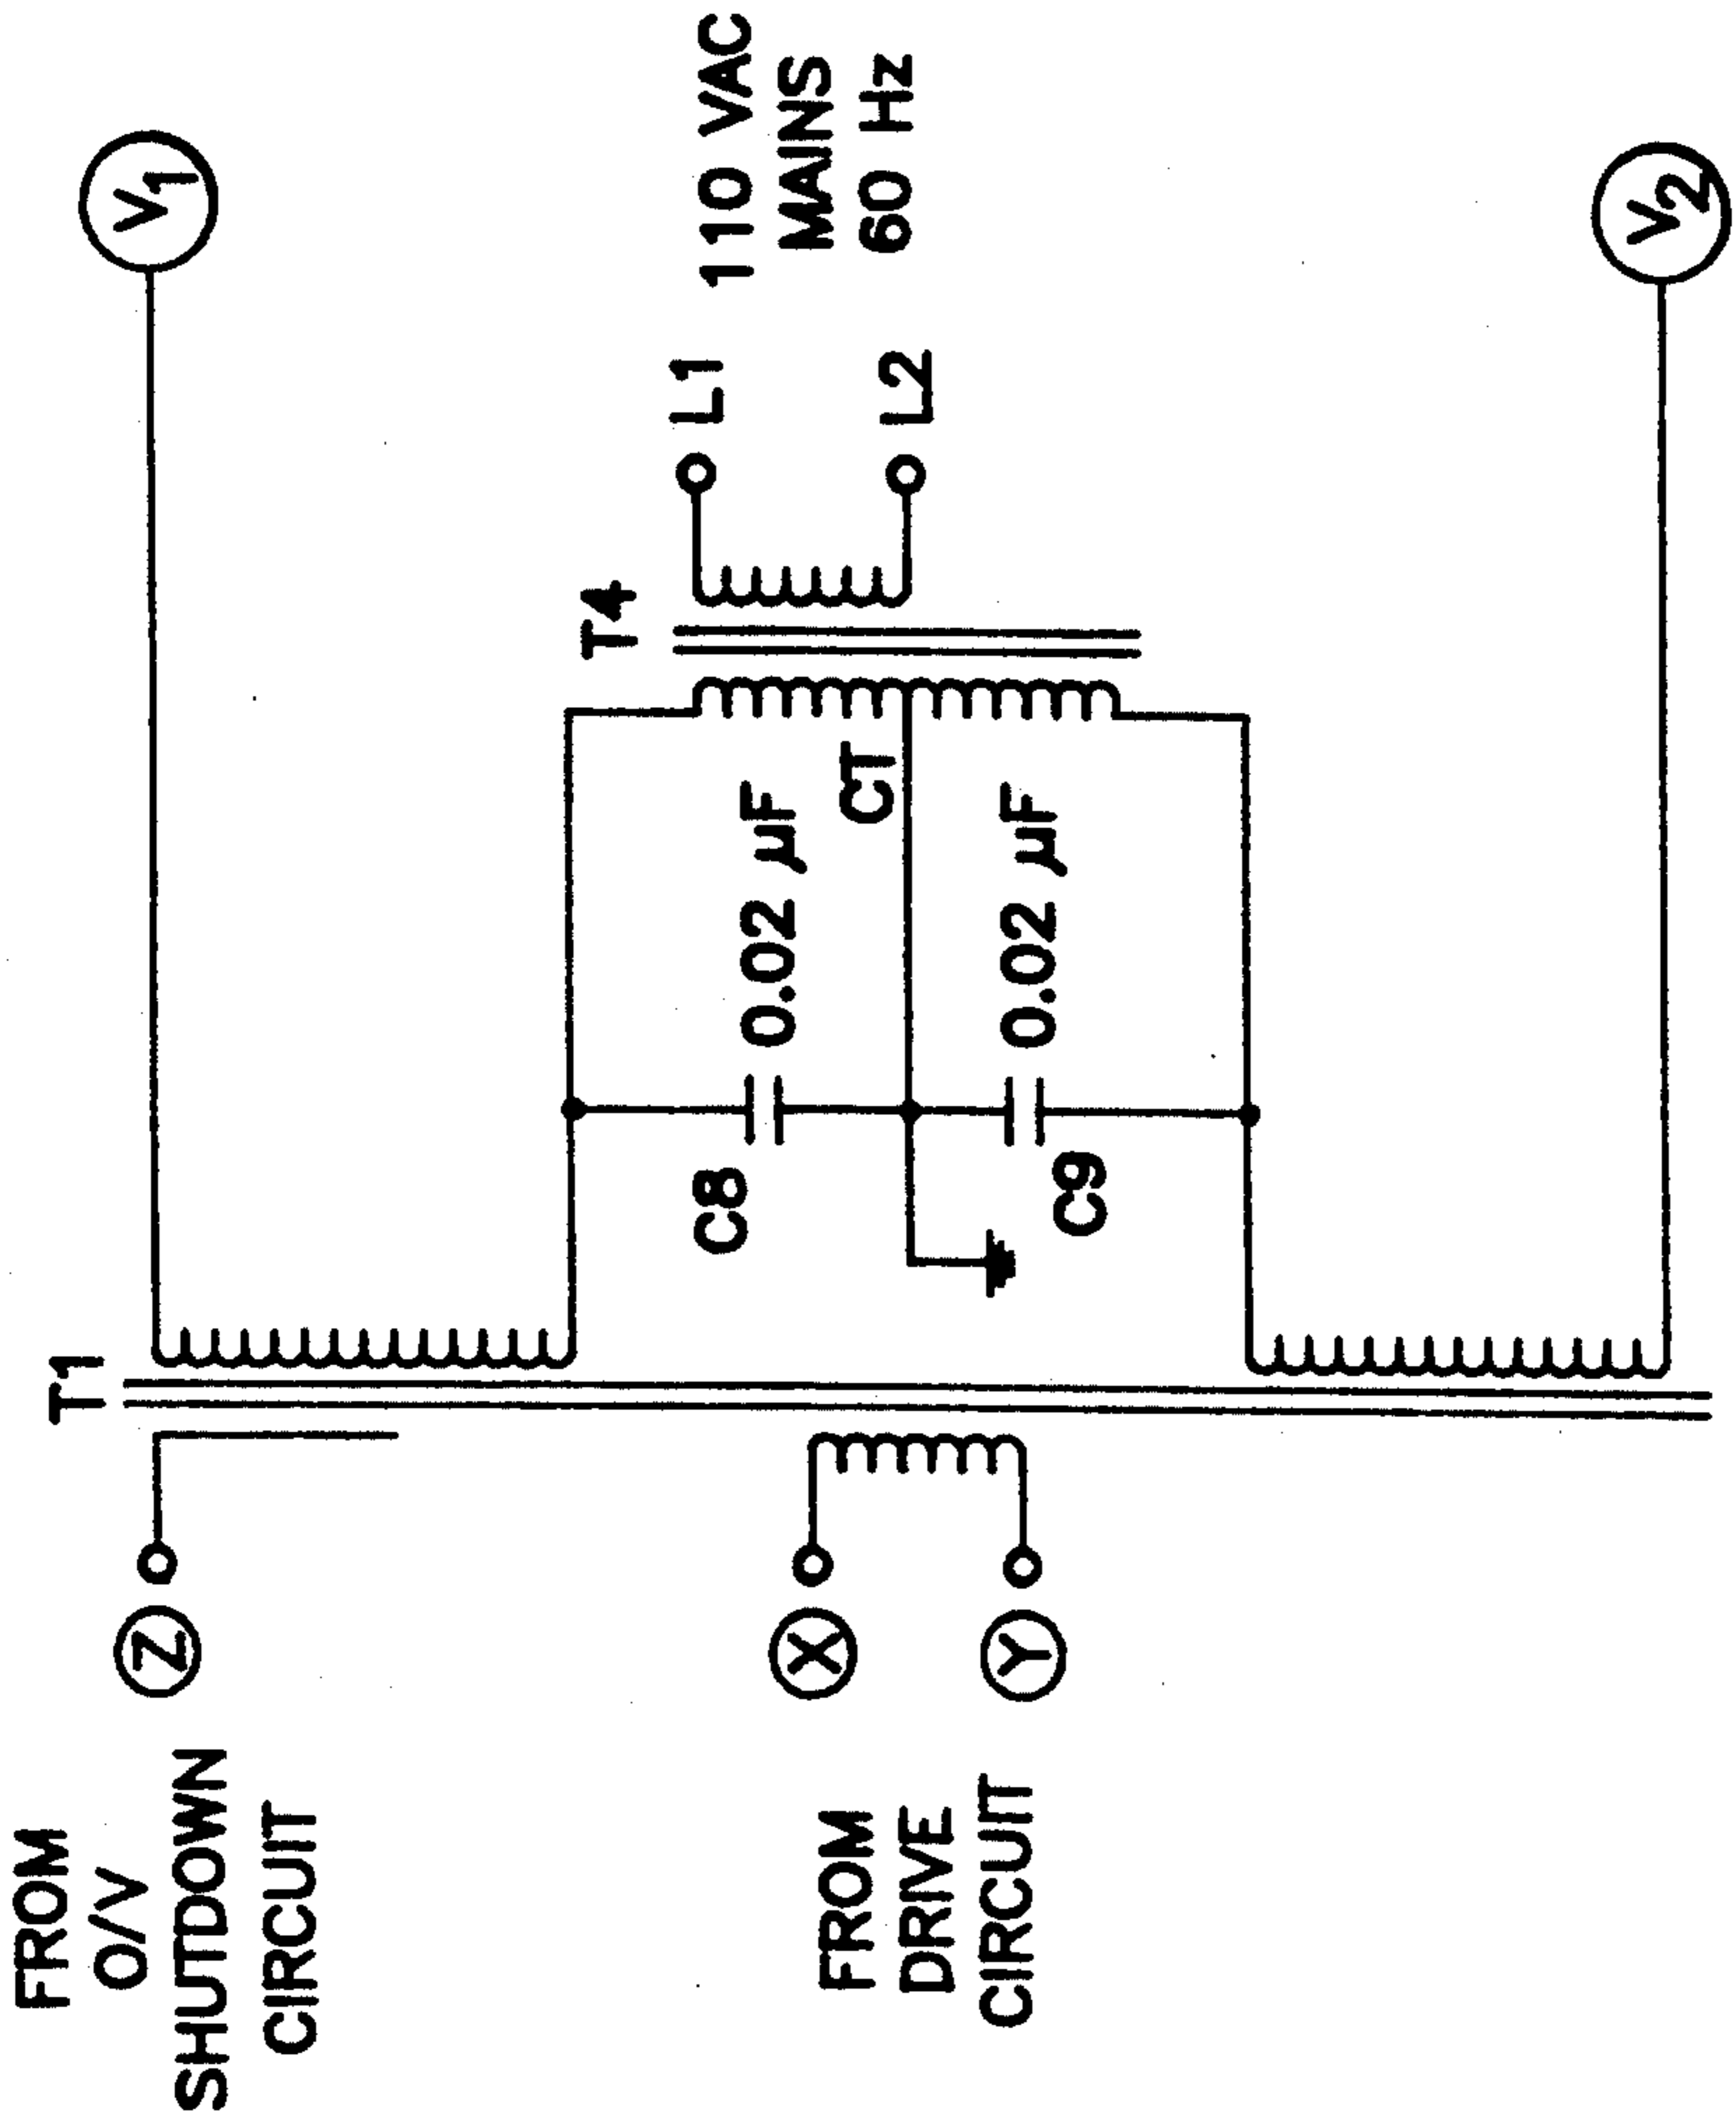 FROM
O/V
SHUTDOWN
CIRCUIT
Z
T1
V1
FROM
DRIVE
CIRCUIT
X
Y
C8
0.02 µF
C9
0.02 µF
CT
T4
L1
L2
110 VAC
MAINS
60 Hz
V2